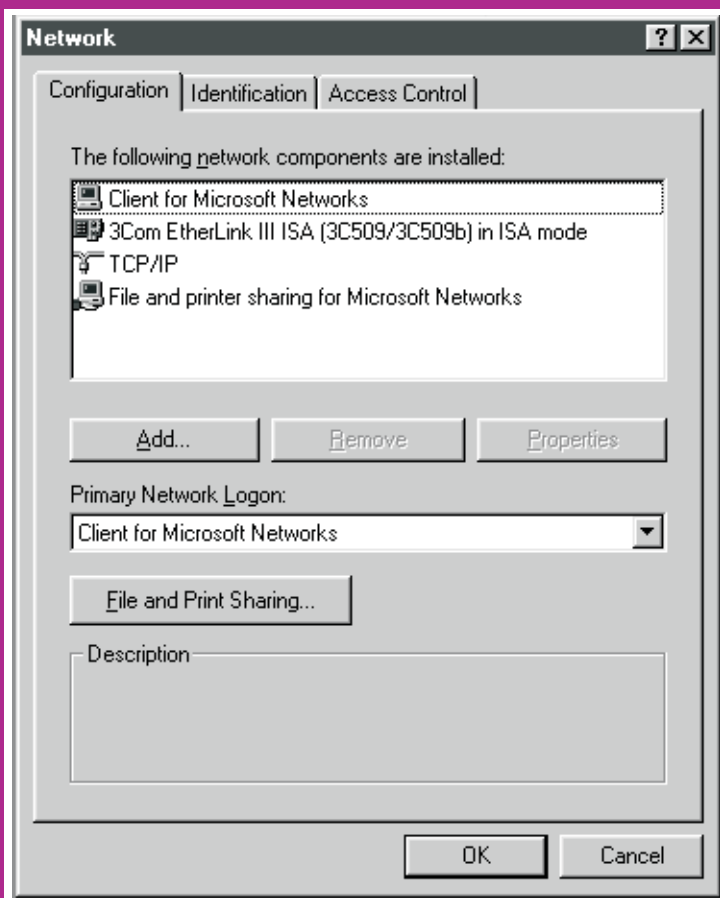 Network
Configuration Identification Access Control
The following network components are installed:
Client for Microsoft Networks
3Com EtherLink III ISA (3C509/3C509b) in ISA mode
TCP/IP
File and printer sharing for Microsoft Networks
Add... Remove Properties
Primary Network Logon:
Client for Microsoft Networks
File and Print Sharing...
Description
OK Cancel